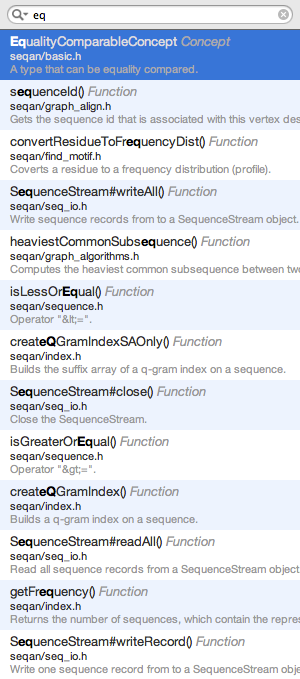 eq
EqualityComparableConcept Concept
seqan/basic.h
A type that can be equality compared.
sequenceId() Function
seqan/graph_align.h
Gets the sequence id that is associated with this vertex des
convertResidueToFrequencyDist() Function
seqan/find_motif.h
Coverts a residue to a frequency distribution (profile).
SequenceStream#writeAll() Function
seqan/seq_io.h
Write sequence records from to a SequenceStream object.
heaviestCommonSubsequence() Function
seqan/graph_algorithms.h
Computes the heaviest common subsequence between two
isLessOrEqual() Function
seqan/sequence.h
Operator "&lt;=".
createQGramIndexSAOnly() Function
seqan/index.h
Builds the suffix array of a q-gram index on a sequence.
SequenceStream#close() Function
seqan/seq_io.h
Close the SequenceStream.
isGreaterOrEqual() Function
seqan/sequence.h
Operator "&gt;=".
createQGramIndex() Function
seqan/index.h
Builds a q-gram index on a sequence.
SequenceStream#readAll() Function
seqan/seq_io.h
Read all sequence records from a SequenceStream object
getFrequency() Function
seqan/index.h
Returns the number of sequences, which contain the repres
SequenceStream#writeRecord() Function
seqan/seq_io.h
Write one sequence record from to a SequenceStream obj